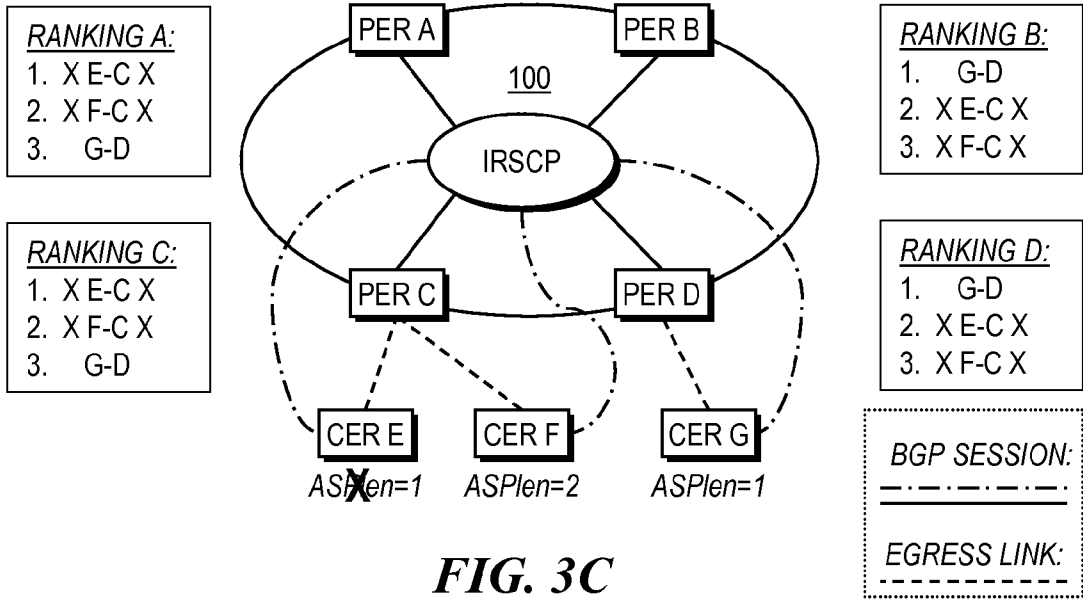 RANKING A:
1. X E-C X
2. X F-C X
3. G-D
PER A
PER B
100
IRSCP
RANKING B:
1. G-D
2. X E-C X
3. X F-C X
RANKING C:
1. X E-C X
2. X F-C X
3. G-D
PER C
PER D
RANKING D:
1. G-D
2. X E-C X
3. X F-C X
CER E
CER F
CER G
ASPlen=1
X
ASPlen=2
ASPlen=1
BGP SESSION:
EGRESS LINK:
FIG. 3C